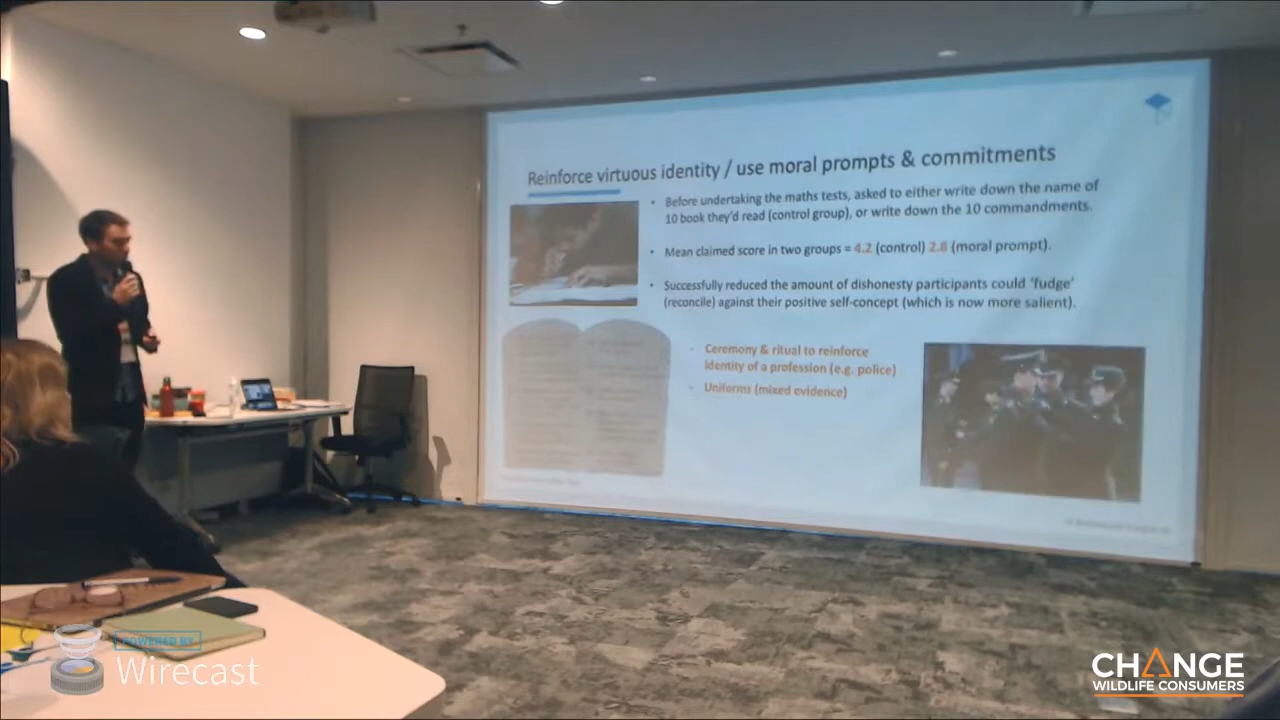 Reinforce virtuous identity / use moral prompts & commitments
• Before undertaking the maths tests, asked to either write down the name of
10 book they'd read (control group), or write down the 10 commandments.
• Mean claimed score in two groups = 4.2 (control) 2.8 (moral prompt).
• Successfully reduced the amount of dishonesty participants could 'fudge'
(reconcile) against their positive self-concept (which is now more salient).
- Ceremony & ritual to reinforce
identity of a profession (e.g. police)
- Uniforms (mixed evidence)
POWERED BY
Wirecast
CHANGE
WILDLIFE CONSUMERS